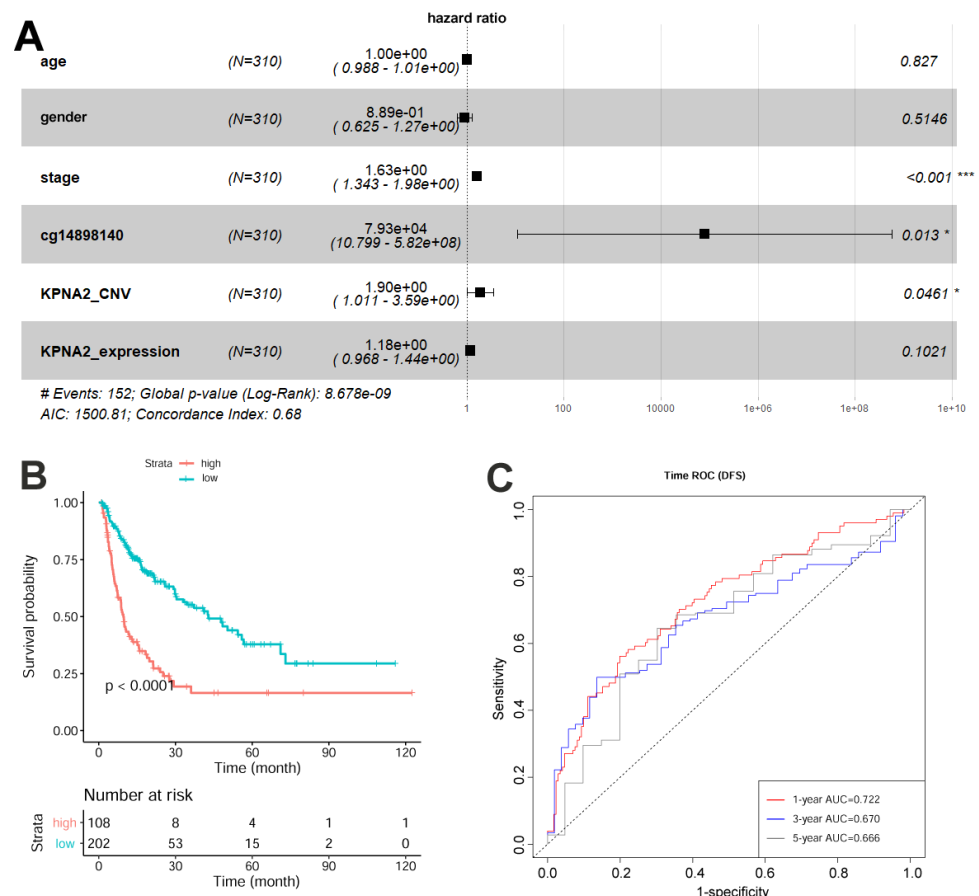 A
hazard ratio
age (N=310) 1.00e+00 ( 0.988 - 1.01e+00) 0.827
gender (N=310) 8.89e-01 ( 0.625 - 1.27e+00) 0.5146
stage (N=310) 1.63e+00 ( 1.343 - 1.98e+00) <0.001 ***
cg14898140 (N=310) 7.93e+04 (10.799 - 5.82e+08) 0.013 *
KPNA2_CNV (N=310) 1.90e+00 ( 1.011 - 3.59e+00) 0.0461 *
KPNA2_expression (N=310) 1.18e+00 ( 0.968 - 1.44e+00) 0.1021
# Events: 152; Global p-value (Log-Rank): 8.678e-09
AIC: 1500.81; Concordance Index: 0.68
1 100 10000 1e+06 1e+08 1e+10
B
Strata high
low
1.00
0.75
0.50
0.25
0.00
Survival probability
p < 0.0001
0 30 60 90 120
Time (month)
Number at risk
Strata
high 108 8 4 1 1
low 202 53 15 2 0
0 30 60 90 120
Time (month)
C
Time ROC (DFS)
1.0
0.8
0.6
0.4
0.2
0.0
Sensitivity
1-year AUC=0.722
3-year AUC=0.670
5-year AUC=0.666
0.0 0.2 0.4 0.6 0.8 1.0
1-specificity